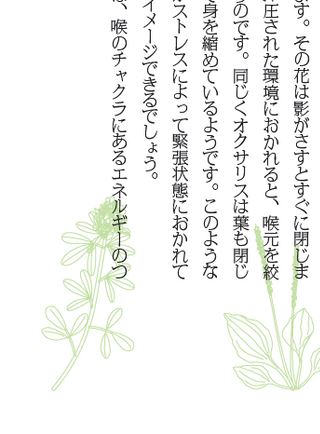 ます。その花は影がさすとすぐに閉じま
圧された環境におかれると、喉元を絞
のです。同じくオクサリスは葉も閉じ
身を縮めているようです。このような
ストレスによって緊張状態におかれて
イメージできるでしょう。
、喉のチャクラにあるエネルギーのつ